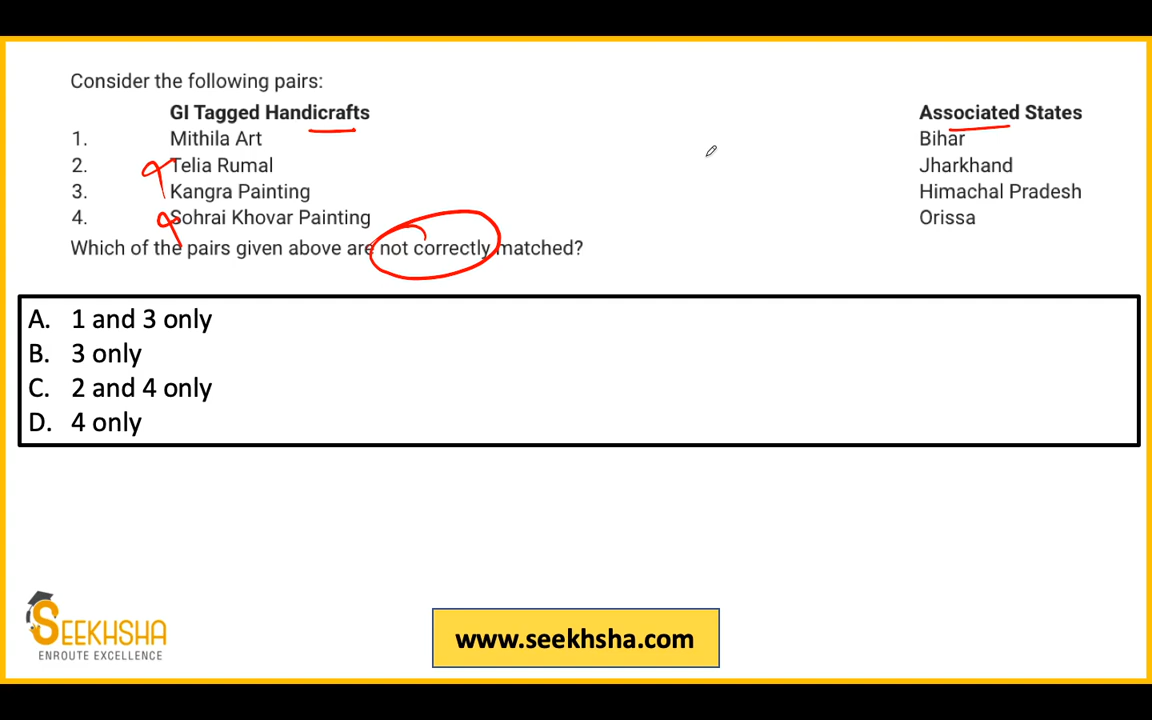 Consider the following pairs:
GI Tagged Handicrafts Associated States
1. Mithila Art Bihar
2. Telia Rumal Jharkhand
3. Kangra Painting Himachal Pradesh
4. Sohrai Khovar Painting Orissa
Which of the pairs given above are not correctly matched?
A. 1 and 3 only
B. 3 only
C. 2 and 4 only
D. 4 only
SEEKHSHA
ENROUTE EXCELLENCE
www.seekhsha.com